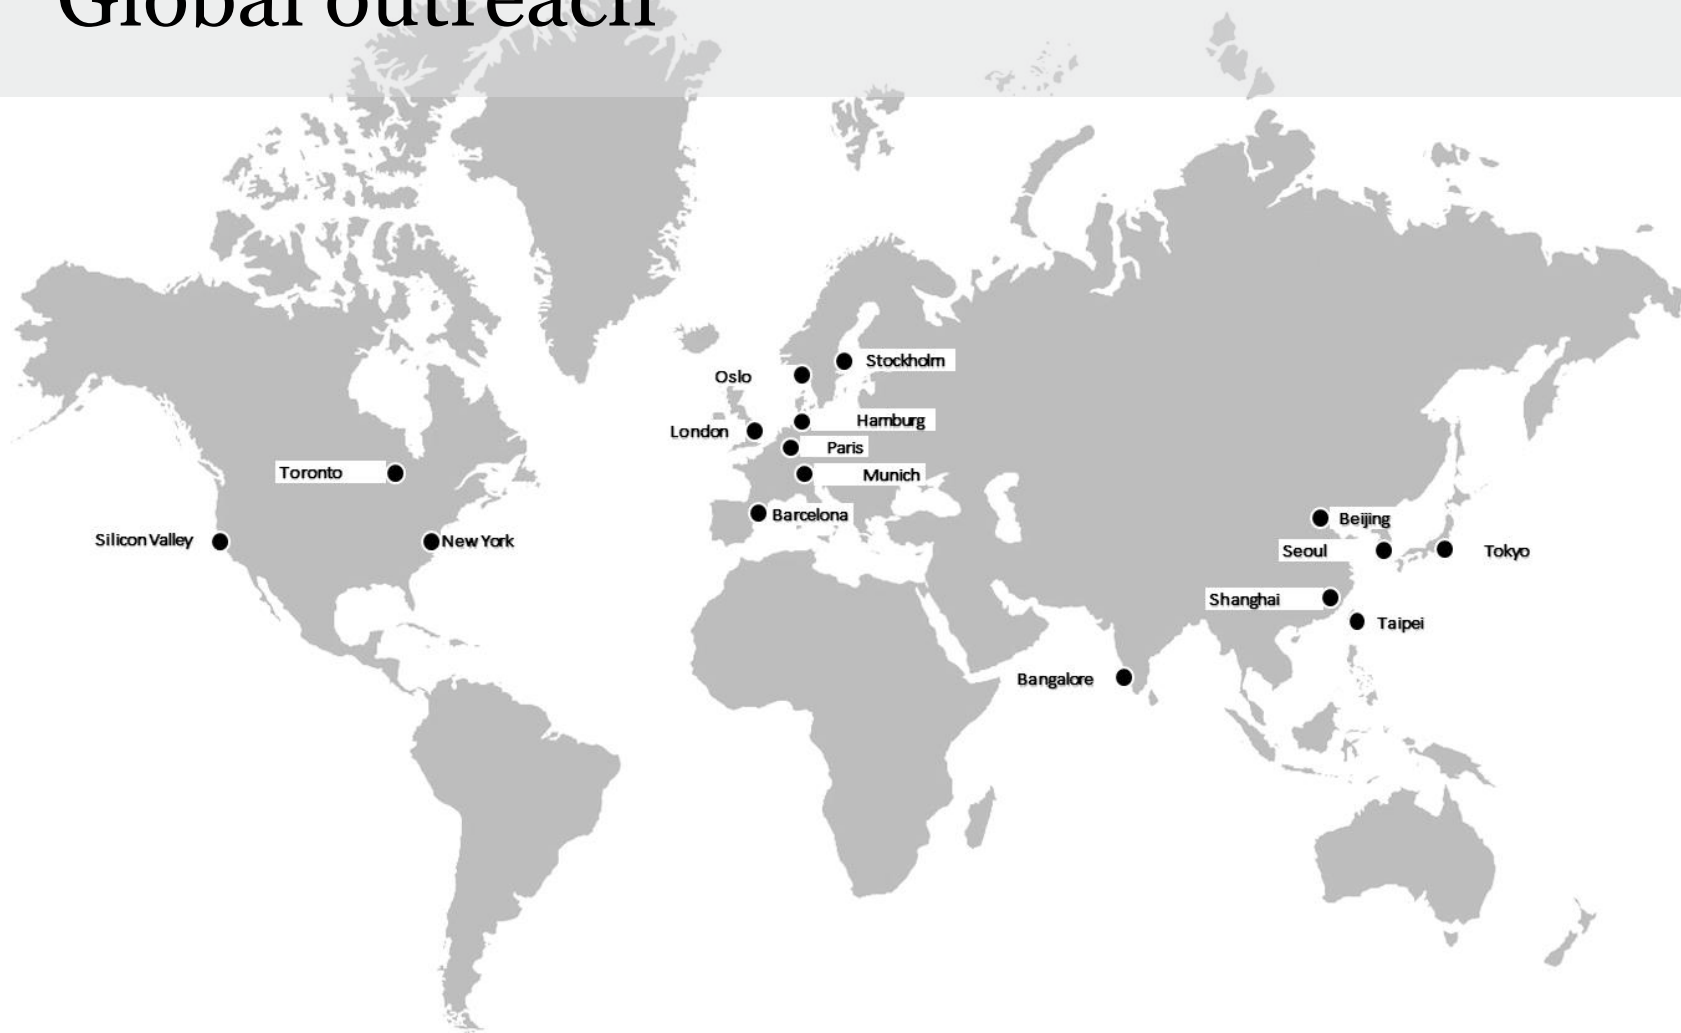 Global outreach
Stockholm
Oslo
Hamburg
London
Paris
Toronto
Munich
Barcelona
Beijing
Silicon Valley
New York
Seoul
Tokyo
Shanghai
Taipei
Bangalore